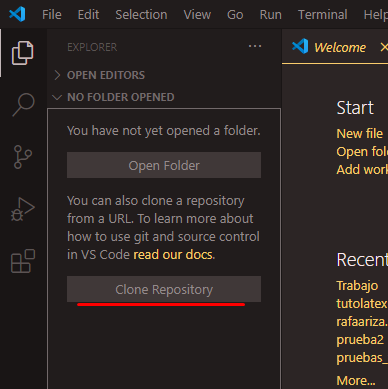 File Edit Selection View Go Run Terminal Help
EXPLORER
Welcome
OPEN EDITORS
NO FOLDER OPENED
You have not yet opened a folder.
Open Folder
You can also clone a repository
from a URL. To learn more about
how to use git and source control
in VS Code read our docs.
Clone Repository
Start
New file
Open fol
Add work
Recen
Trabajo
tutolatex
rafaariza.
prueba2
pruebas_
More...